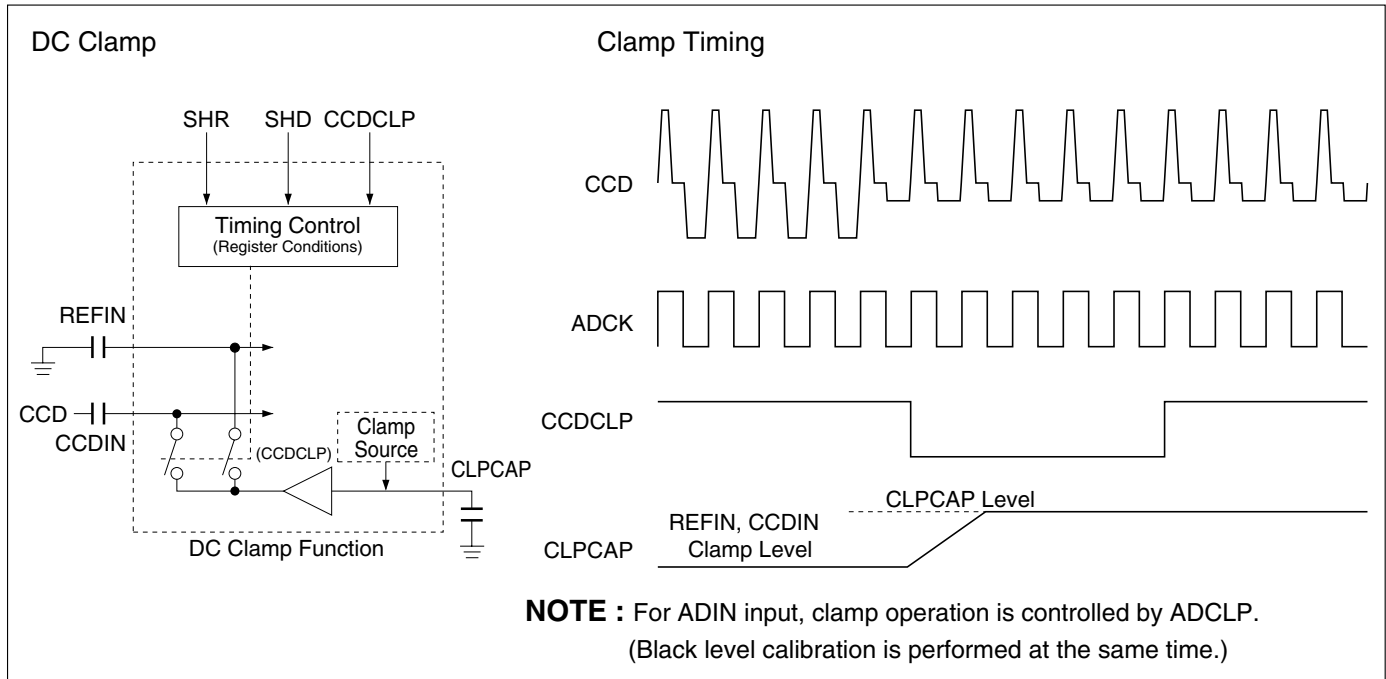 DC Clamp
Clamp Timing
SHR SHD CCDCLP
Timing Control
(Register Conditions)
REFIN
CCD
CCDIN
(CCDCLP)
Clamp
Source
CLPCAP
DC Clamp Function
CCD
ADCK
CCDCLP
CLPCAP
REFIN, CCDIN
Clamp Level
CLPCAP Level
NOTE : For ADIN input, clamp operation is controlled by ADCLP.
(Black level calibration is performed at the same time.)